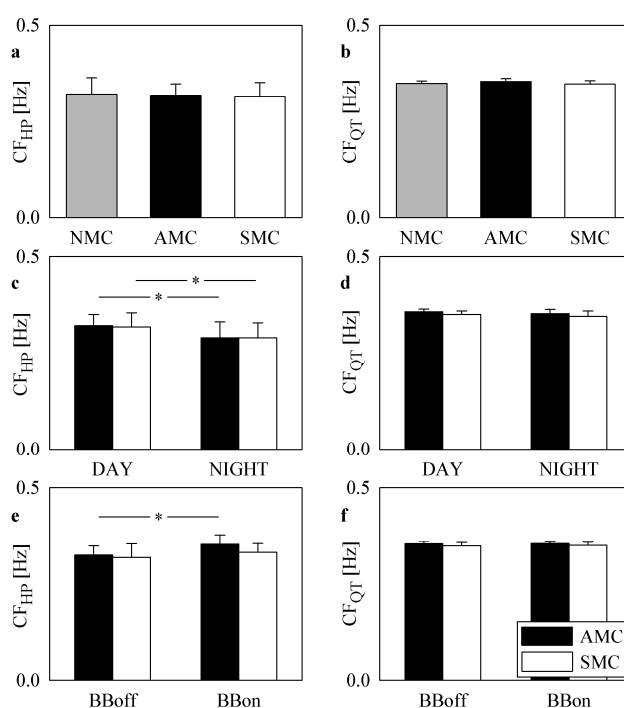 0.5
a
CF_HP [Hz]
0.0
NMC AMC SMC
0.5
b
CF_QT [Hz]
0.0
NMC AMC SMC
0.5
c
*
*
CF_HP [Hz]
0.0
DAY NIGHT
0.5
d
CF_QT [Hz]
0.0
DAY NIGHT
0.5
e
*
CF_HP [Hz]
0.0
BBoff BBon
0.5
f
CF_QT [Hz]
0.0
AMC
SMC
BBoff BBon